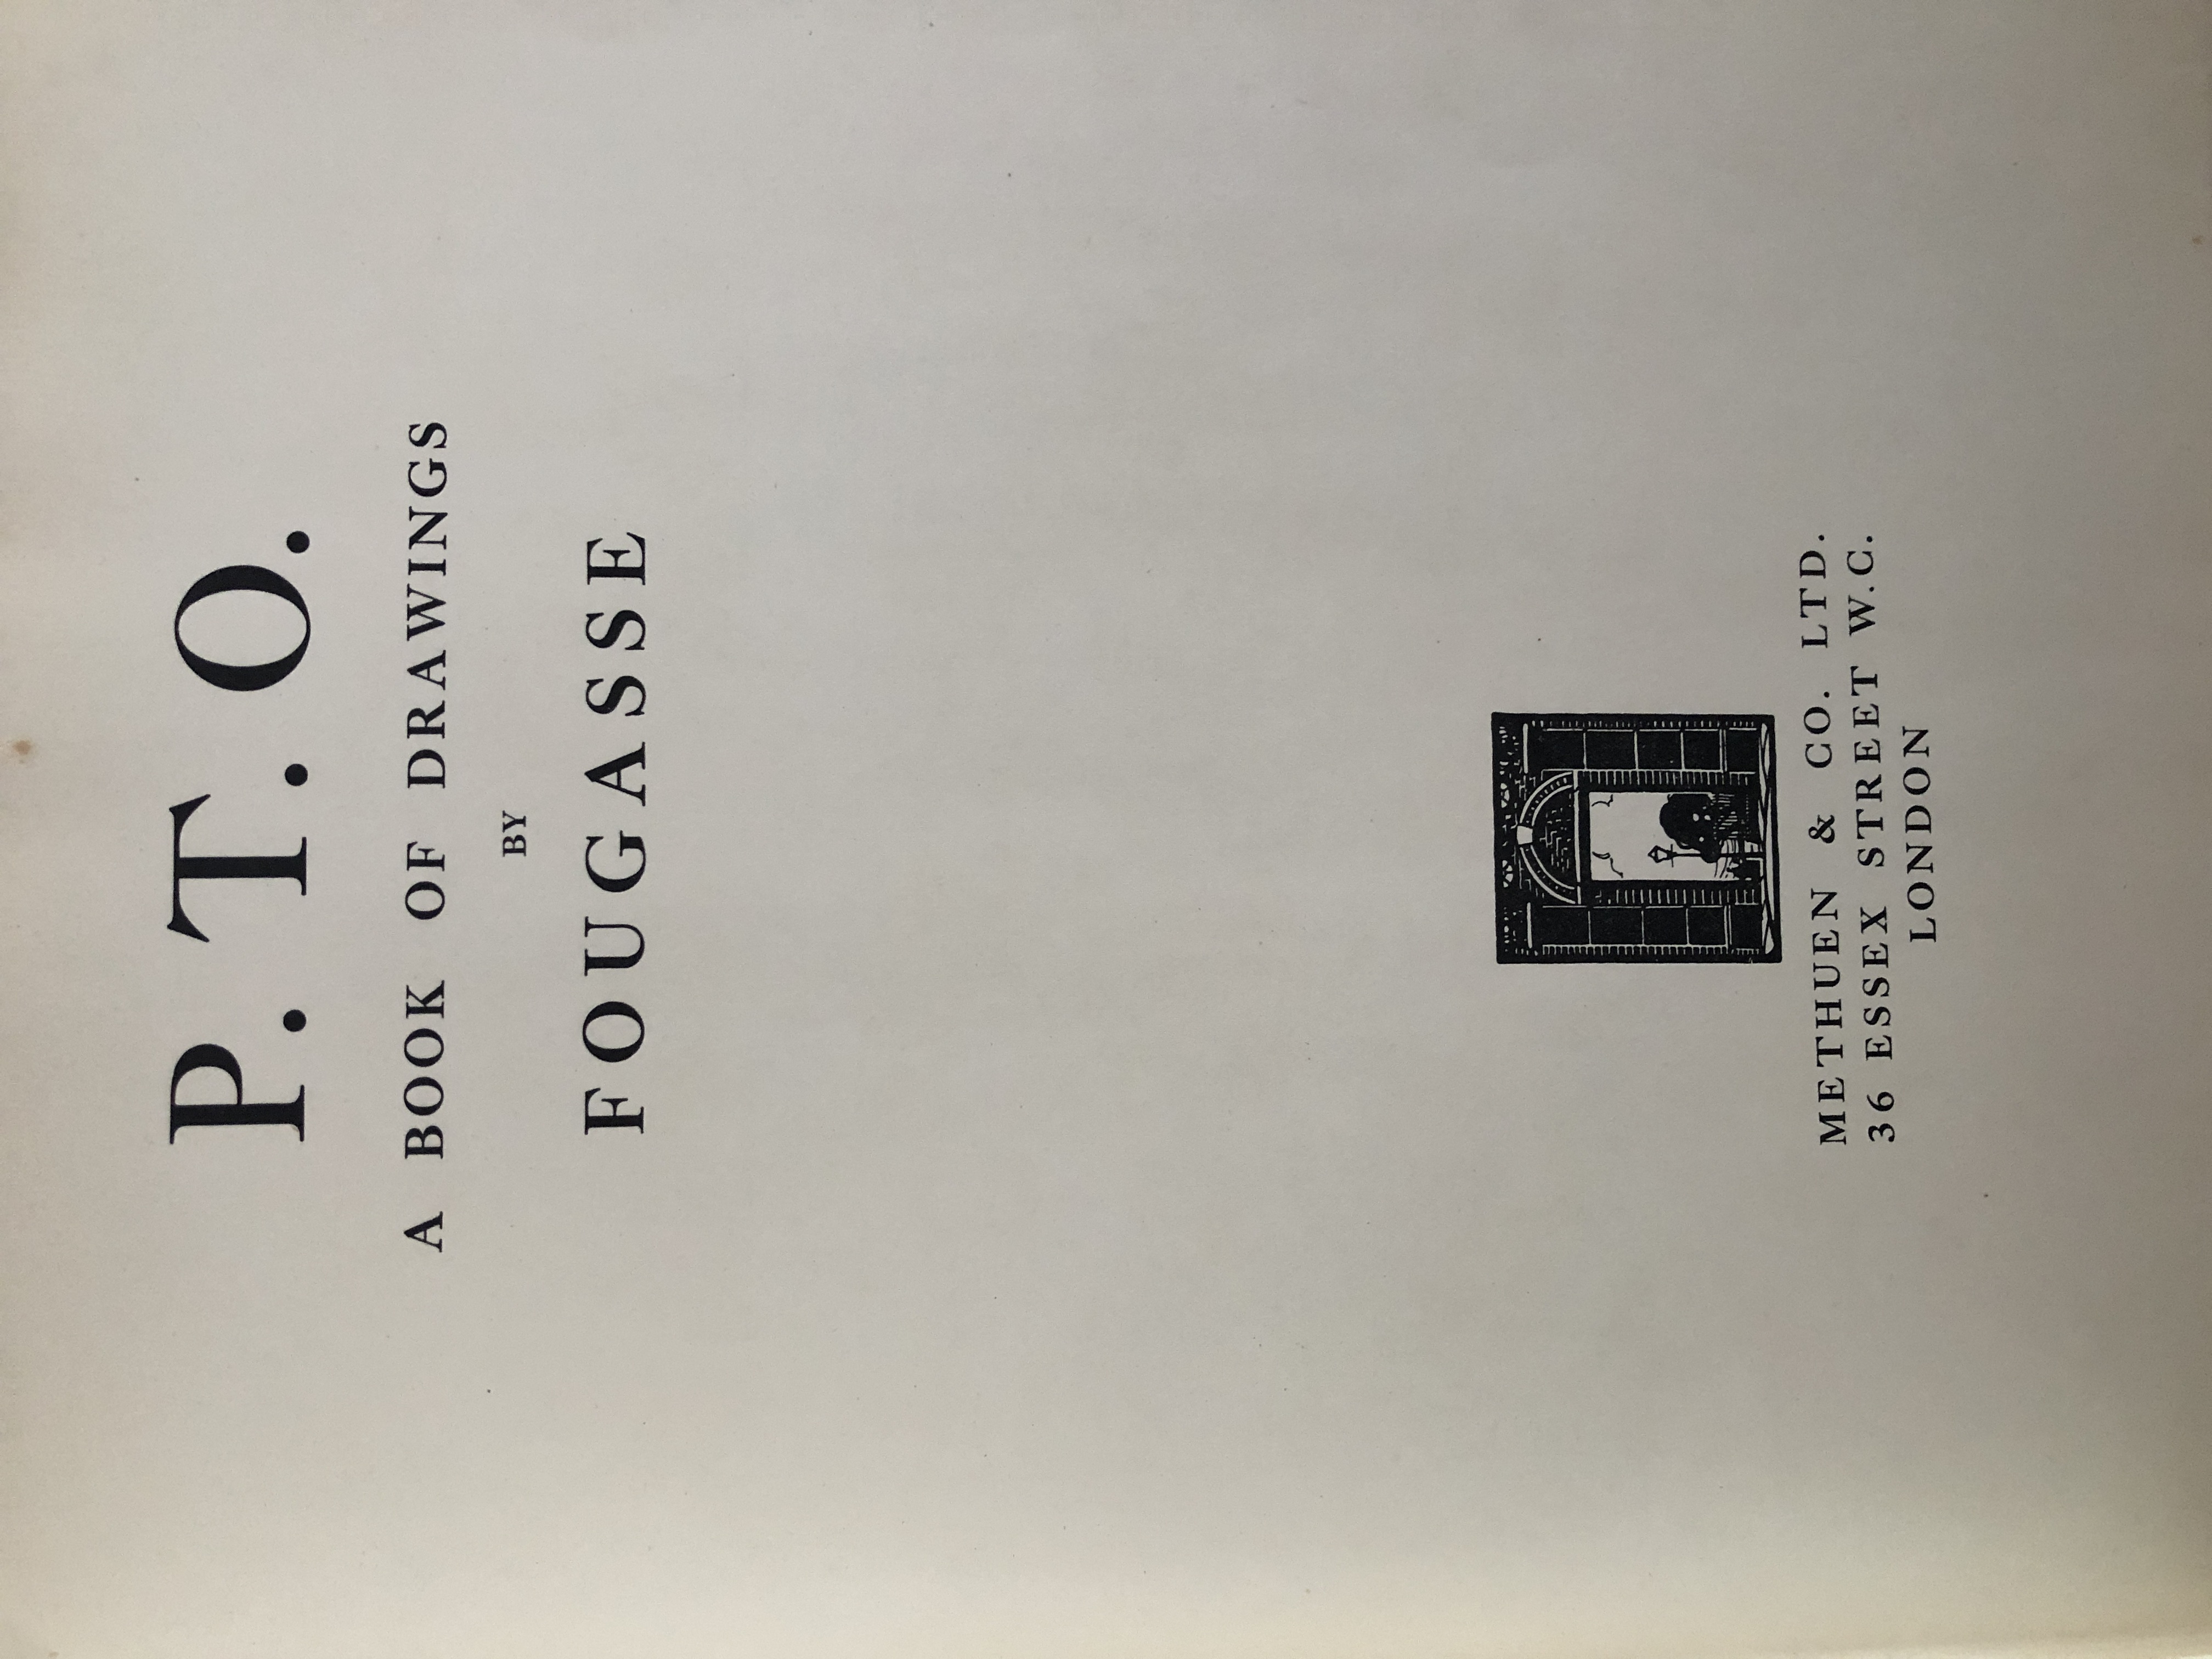 P. T. O.
A BOOK OF DRAWINGS
BY
FOUGASSE
METHUEN & CO. LTD.
36 ESSEX STREET W.C.
LONDON